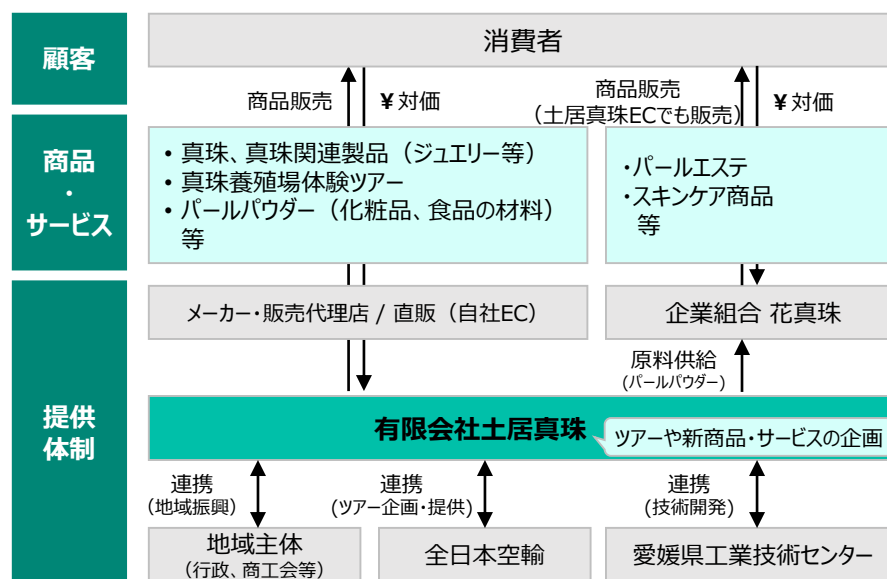 顧客
消費者
商品販売
¥ 対価
商品販売
(土居真珠ECでも販売)
¥ 対価
商品
・
サービス
・真珠、真珠関連製品（ジュエリー等）
・真珠養殖場体験ツアー
・パールパウダー（化粧品、食品の材料）
等
・パールエステ
・スキンケア商品
等
提供
体制
メーカー・販売代理店 / 直販（自社EC）
企業組合 花真珠
原料供給
(パールパウダー)
有限会社土居真珠
ツアーや新商品・サービスの企画
連携
(地域振興)
連携
(ツアー企画・提供)
連携
(技術開発)
地域主体
(行政、商工会等)
全日本空輸
愛媛県工業技術センター